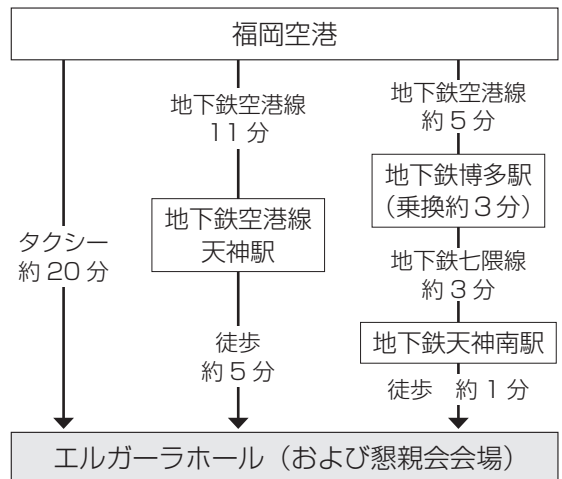 福岡空港
タクシー
約 20 分
地下鉄空港線
11 分
地下鉄空港線
天神駅
徒歩
約 5 分
地下鉄空港線
約 5 分
地下鉄博多駅
（乗換約 3 分）
地下鉄七隈線
約 3 分
地下鉄天神南駅
徒歩　約 1 分
エルガーラホール（および懇親会会場）